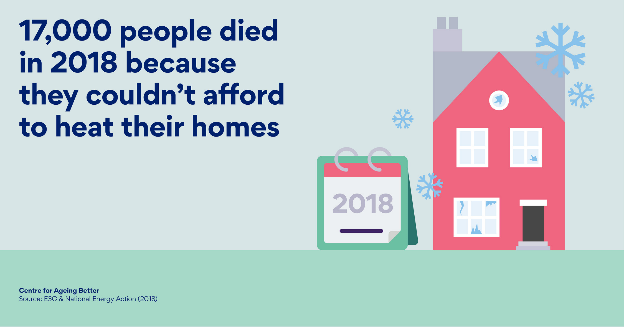 17,000 people died
in 2018 because
they couldn’t afford
to heat their homes
2018
Centre for Ageing Better
Source: E3G & National Energy Action (2018)